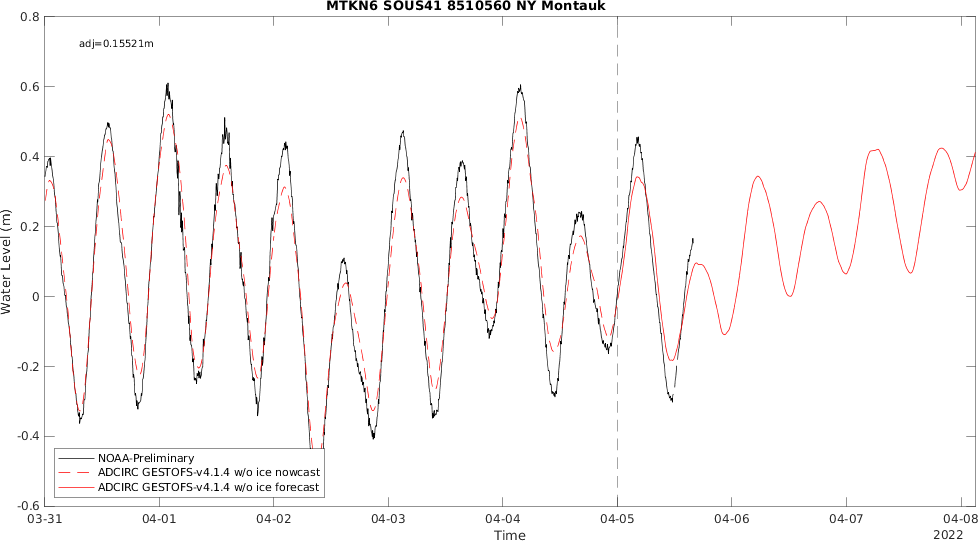 MTKN6 SOUS41 8510560 NY Montauk
adj=0.15521m
0.8
0.6
0.4
0.2
0
-0.2
-0.4
-0.6
Water Level (m)
NOAA-Preliminary
ADCIRC GESTOFS-v4.1.4 w/o ice nowcast
ADCIRC GESTOFS-v4.1.4 w/o ice forecast
03-31 04-01 04-02 04-03 04-04 04-05 04-06 04-07 04-08
Time
2022